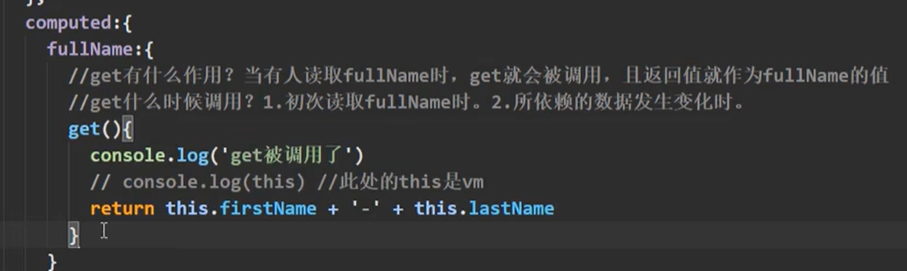 computed:{
fullName:{
//get有什么作用？当有人读取fullName时，get就会被调用，且返回值就作为fullName的值
//get什么时候调用？1.初次读取fullName时。2.所依赖的数据发生变化时。
get(){
console.log('get被调用了')
// console.log(this) //此处的this是vm
return this.firstName + '-' + this.lastName
}
}